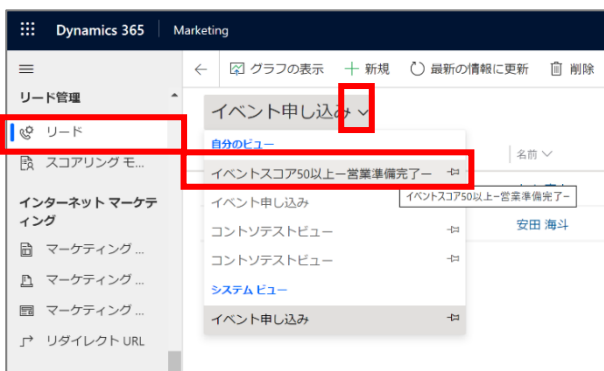 Dynamics 365
Marketing
グラフの表示
新規
最新の情報に更新
削除
リード管理
リード
スコアリング モ...
インターネット マーケテ
ィング
マーケティング ...
マーケティング ...
マーケティング ...
リダイレクト URL
イベント申し込み
自分のビュー
イベントスコア50以上ー営業準備完了ー
イベント申し込み
コントソテストビュー
コントソテストビュー
システム ビュー
イベント申し込み
イベントスコア50以上ー営業準備完了ー
名前
安田 海斗